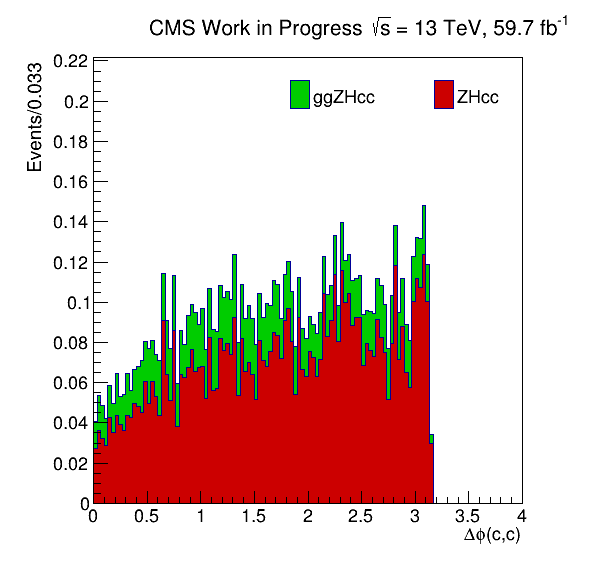 CMS Work in Progress √s = 13 TeV, 59.7 fb⁻¹
Events/0.033
0.22
0.2
0.18
0.16
0.14
0.12
0.1
0.08
0.06
0.04
0.02
0
ggZHcc
ZHcc
0 0.5 1 1.5 2 2.5 3 3.5 4
Δϕ(c,c)